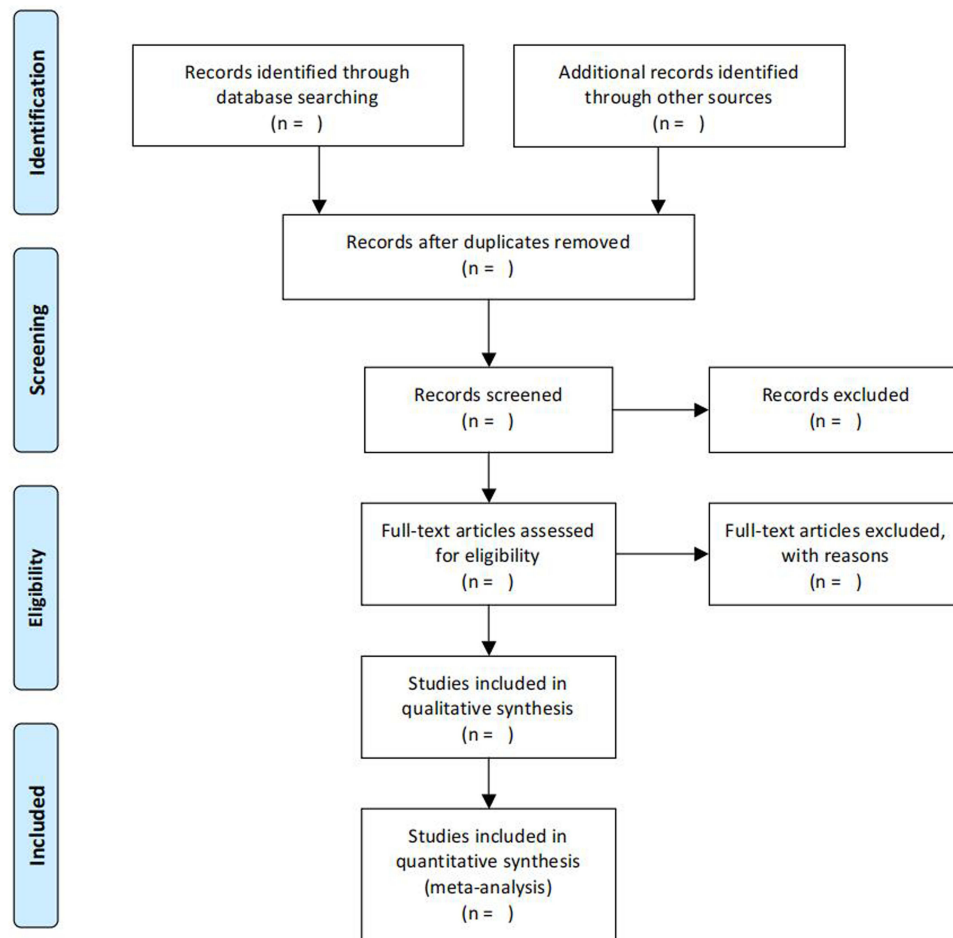 Identification
Records identified through
database searching
(n =   )
Additional records identified
through other sources
(n =   )
Records after duplicates removed
(n =   )
Screening
Records screened
(n =   )
Records excluded
(n =   )
Eligibility
Full-text articles assessed
for eligibility
(n =   )
Full-text articles excluded,
with reasons
(n =   )
Studies included in
qualitative synthesis
(n =   )
Included
Studies included in
quantitative synthesis
(meta-analysis)
(n =   )